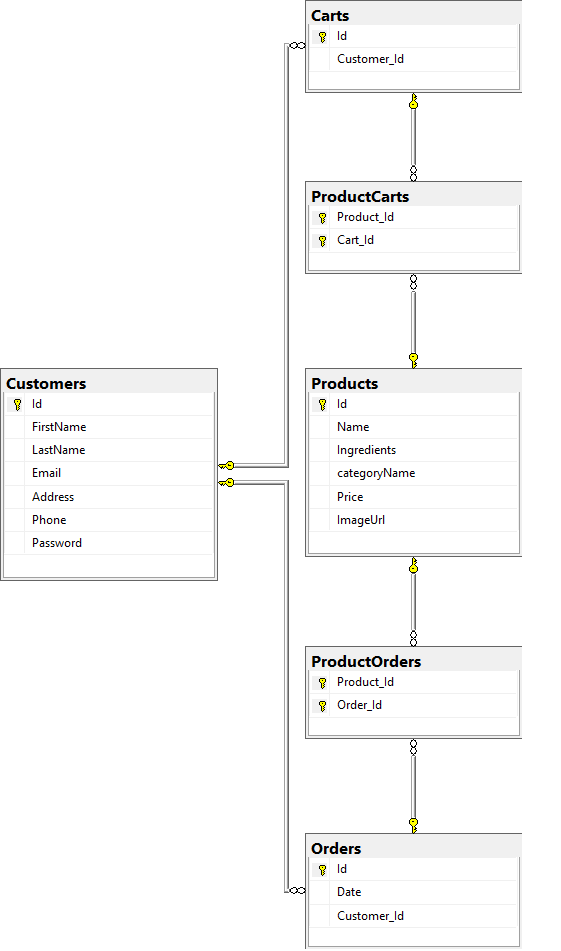 Carts
Id
Customer_Id
ProductCarts
Product_Id
Cart_Id
Customers
Id
FirstName
LastName
Email
Address
Phone
Password
Products
Id
Name
Ingredients
categoryName
Price
ImageUrl
ProductOrders
Product_Id
Order_Id
Orders
Id
Date
Customer_Id